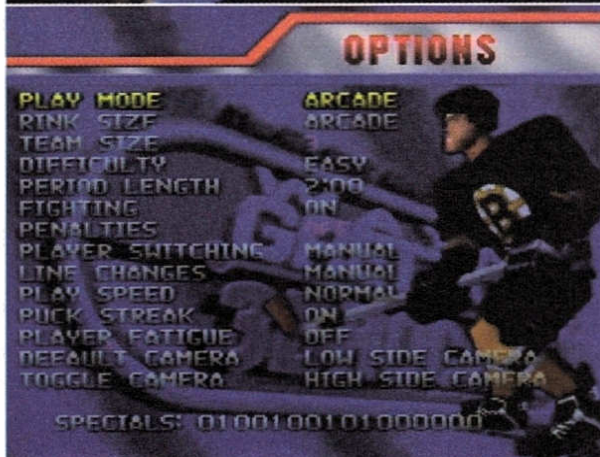 OPTIONS
PLAY MODE ARCADE
RINK SIZE ARCADE
TEAM SIZE
DIFFICULTY EASY
PERIOD LENGTH 2:00
FIGHTING ON
PENALTIES
PLAYER SWITCHING MANUAL
LINE CHANGES MANUAL
PLAY SPEED NORMAL
PUCK STREAK ON
PLAYER FATIGUE OFF
DEFAULT CAMERA LOW SIDE CAMERA
TOGGLE CAMERA HIGH SIDE CAMERA
SPECIALS: 0100100101000000
B